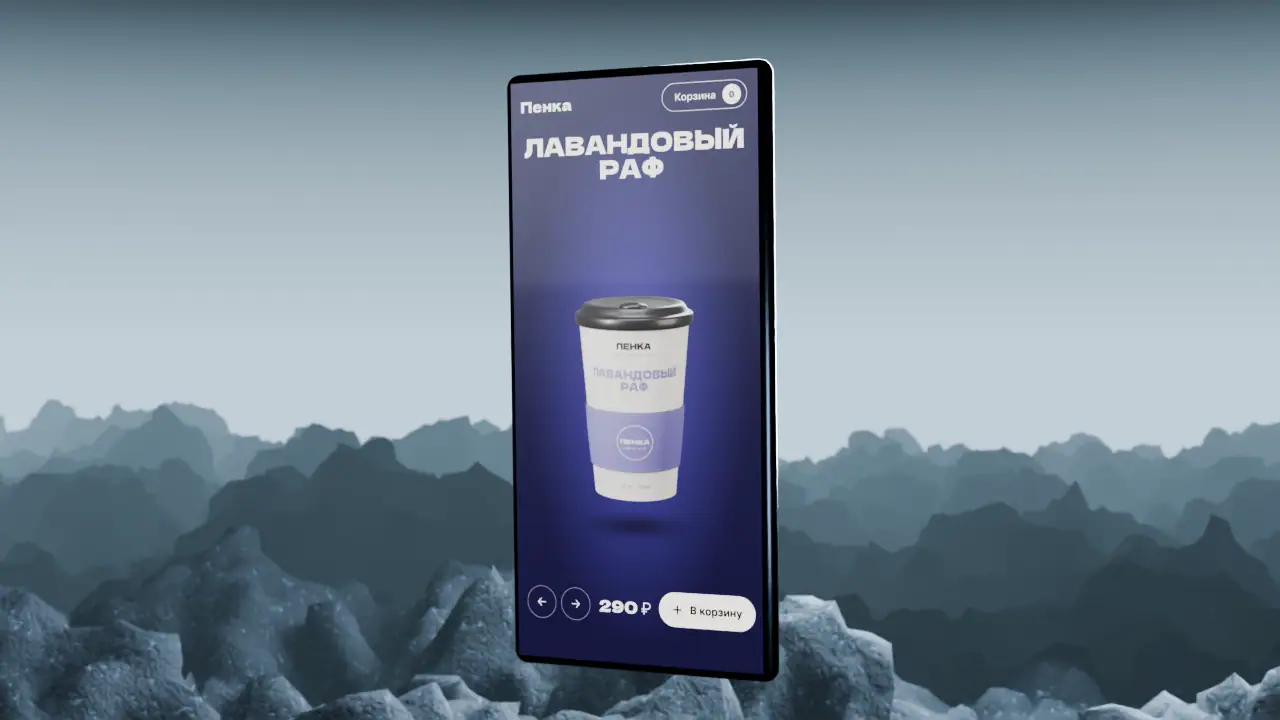 Пенка
Корзина 0
ЛАВАНДОВЫЙ
РАФ
ПЕНКА
ЛАВАНДОВЫЙ
РАФ
ПЕНКА
290 ₽
+ В корзину